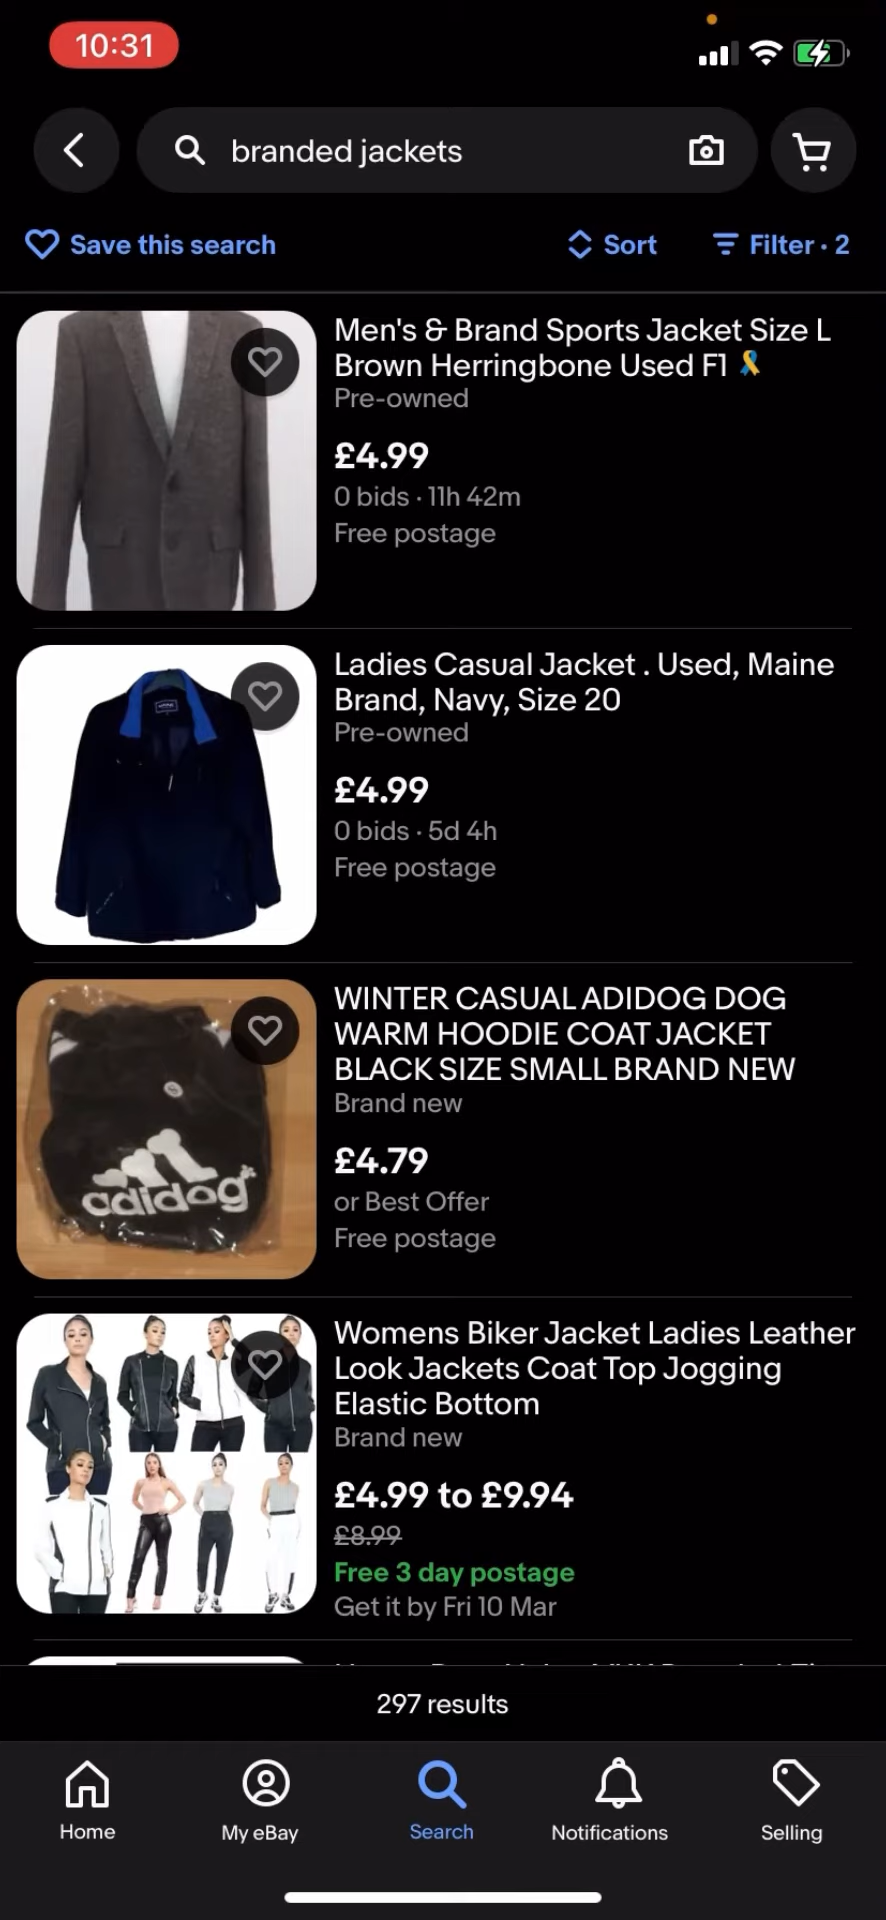 10:31
branded jackets
Save this search
Sort
Filter • 2
Men's & Brand Sports Jacket Size L
Brown Herringbone Used F1
Pre-owned
£4.99
0 bids · 11h 42m
Free postage
Ladies Casual Jacket . Used, Maine
Brand, Navy, Size 20
Pre-owned
£4.99
0 bids · 5d 4h
Free postage
adidog
WINTER CASUAL ADIDOG DOG
WARM HOODIE COAT JACKET
BLACK SIZE SMALL BRAND NEW
Brand new
£4.79
or Best Offer
Free postage
Womens Biker Jacket Ladies Leather
Look Jackets Coat Top Jogging
Elastic Bottom
Brand new
£4.99 to £9.94
£8.99
Free 3 day postage
Get it by Fri 10 Mar
297 results
Home
My eBay
Search
Notifications
Selling